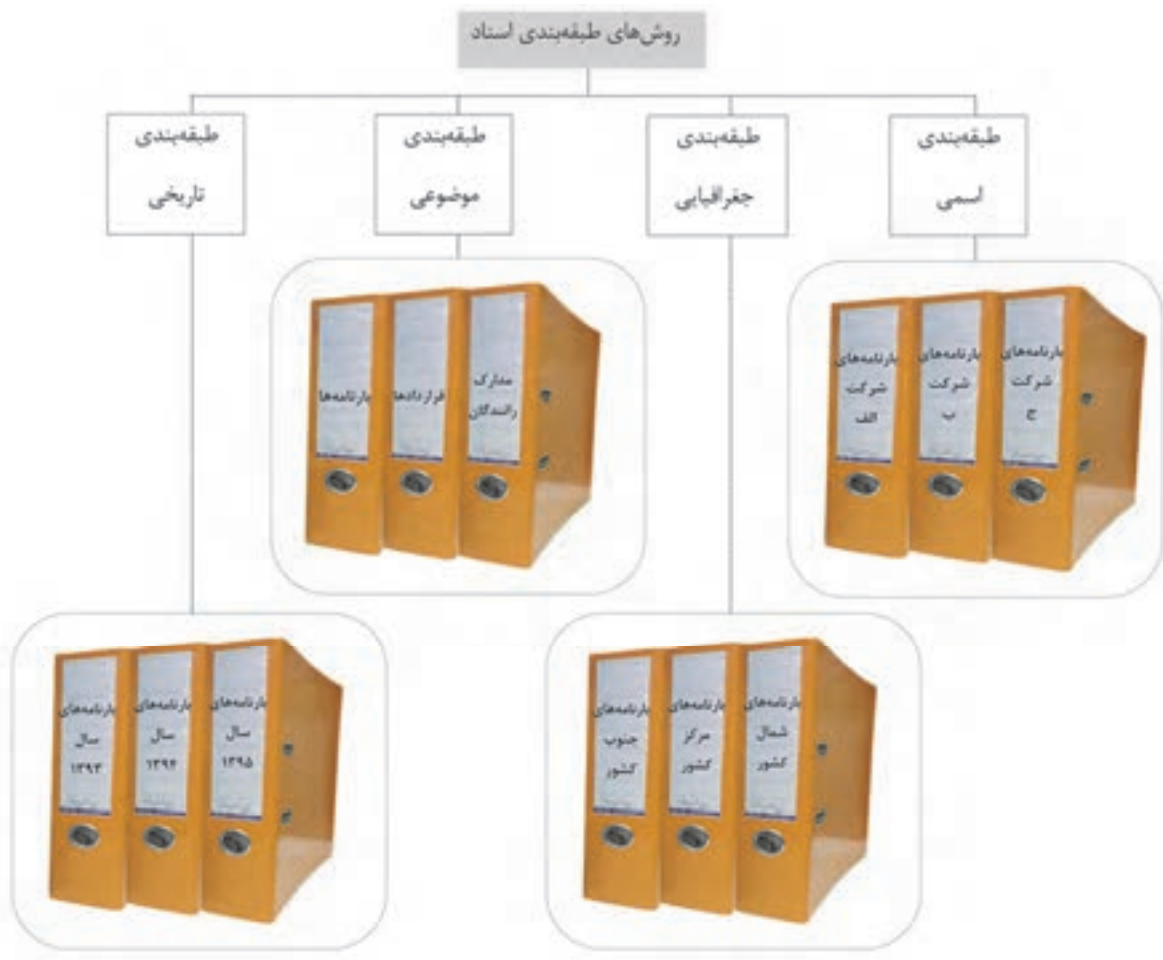 روش‌های طبقه‌بندی اسناد
طبقه‌بندی
اسمی
طبقه‌بندی
جغرافیایی
طبقه‌بندی
موضوعی
طبقه‌بندی
تاریخی
بارنامه‌های
شرکت
ج
بارنامه‌های
شرکت
ب
بارنامه‌های
شرکت
الف
مدارک
رانندگان
قراردادها
بارنامه‌ها
بارنامه‌های
شمال
کشور
بارنامه‌های
مرکز
کشور
بارنامه‌های
جنوب
کشور
بارنامه‌های
سال
۱۳۹۵
بارنامه‌های
سال
۱۳۹۴
بارنامه‌های
سال
۱۳۹۳